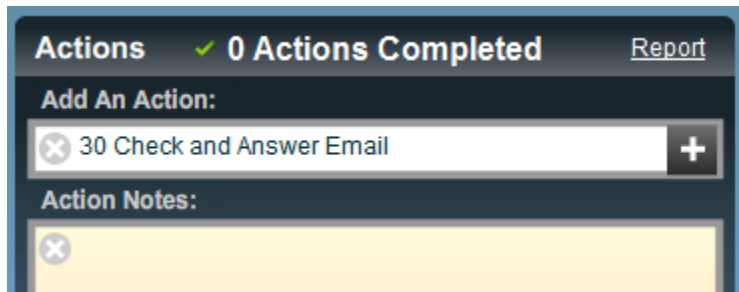 Actions 0 Actions Completed Report
Add An Action:
30 Check and Answer Email
Action Notes: